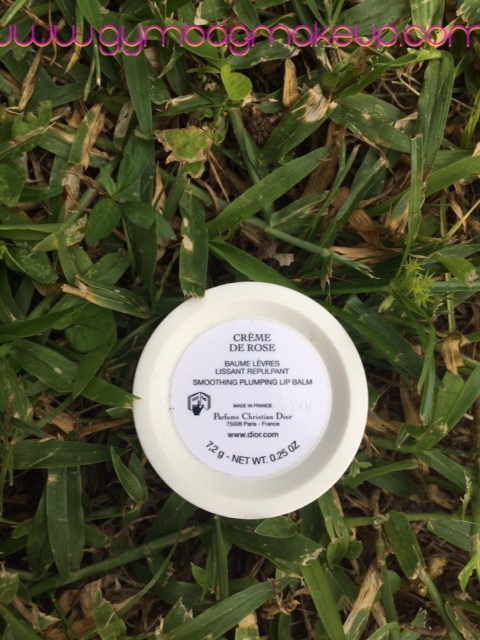 www.gymbagmakeup.com
CRÈME
DE ROSE
BAUME LÈVRES
LISSANT REPULPANT
SMOOTHING PLUMPING LIP BALM
MADE IN FRANCE
Parfums Christian Dior
75008 Paris - France
www.dior.com
7,2 g - NET WT. 0.25 OZ